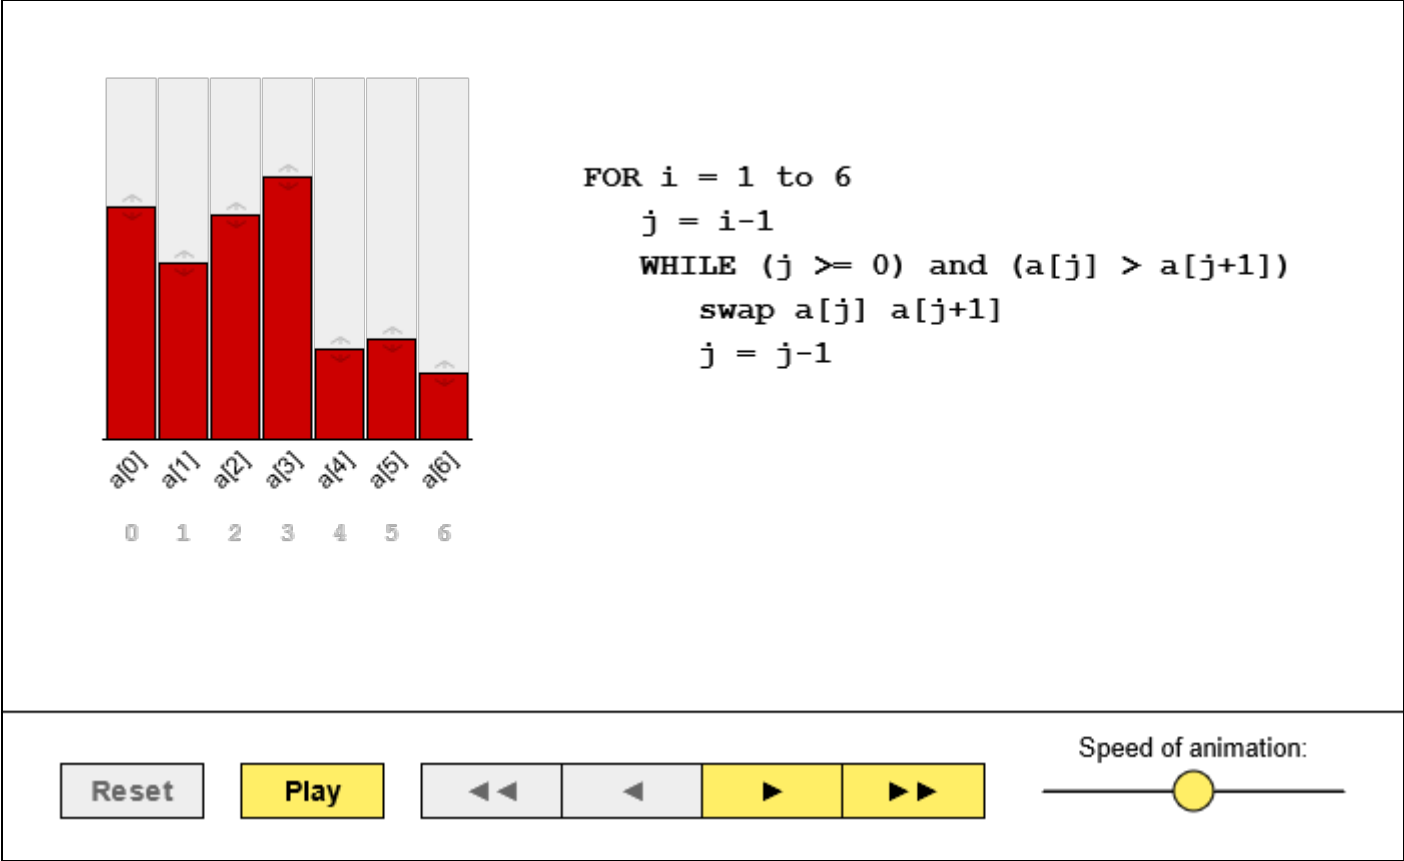 FOR i = 1 to 6
j = i-1
WHILE (j >= 0) and (a[j] > a[j+1])
swap a[j] a[j+1]
j = j-1
a[0] a[1] a[2] a[3] a[4] a[5] a[6]
0 1 2 3 4 5 6
Speed of animation:
Reset Play